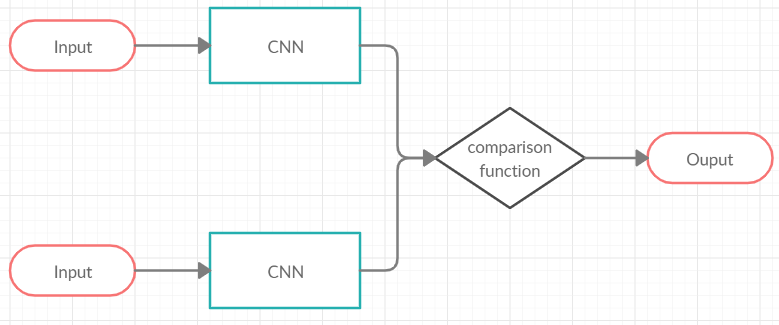 Input
CNN
comparison
function
Ouput
Input
CNN